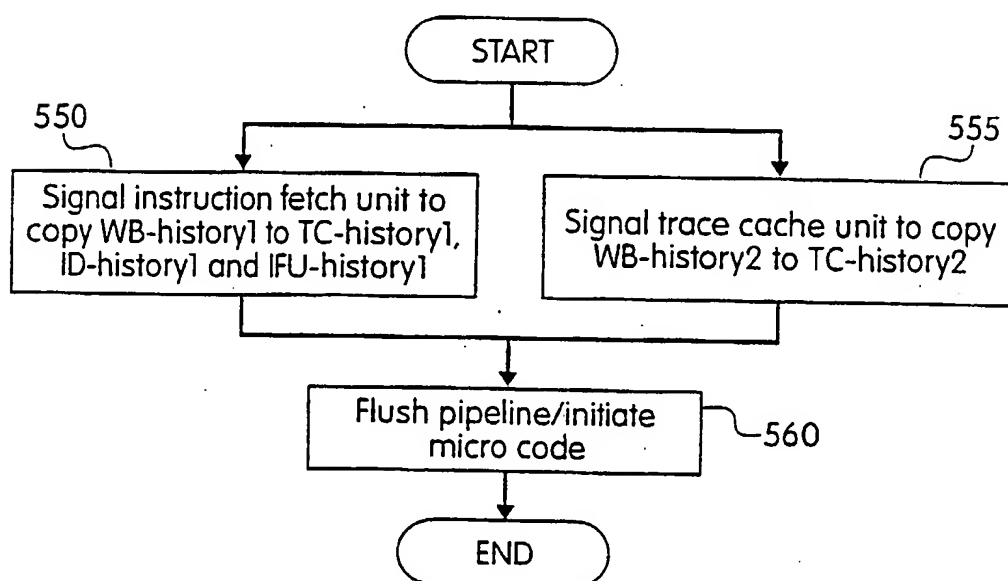 START
550
Signal instruction fetch unit to
copy WB-history1 to TC-history1,
ID-history1 and IFU-history1
555
Signal trace cache unit to copy
WB-history2 to TC-history2
Flush pipeline/initiate
micro code
560
END